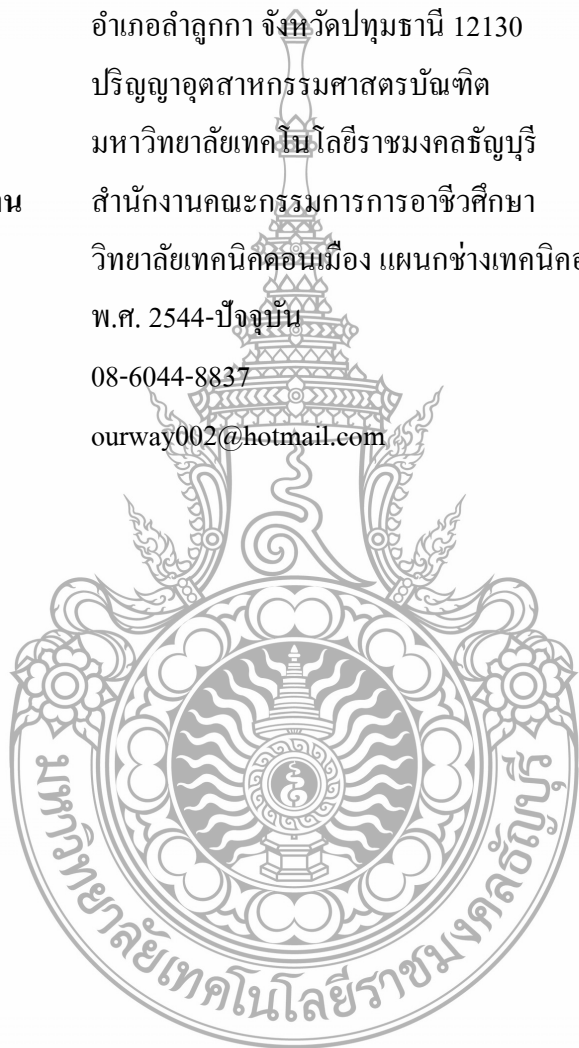 อำเภอลำลูกกา จังหวัดปทุมธานี 12130
ปริญญาอุตสาหกรรมศาสตรบัณฑิต
มหาวิทยาลัยเทคโนโลยีราชมงคลธัญบุรี
สำนักงานคณะกรรมการการอาชีวศึกษา
วิทยาลัยเทคนิคดอนเมือง แผนกช่างเทคนิค
พ.ศ. 2544-ปัจจุบัน
08-6044-8837
ourway002@hotmail.com
มหาวิทยาลัยเทคโนโลยีราชมงคลธัญบุรี